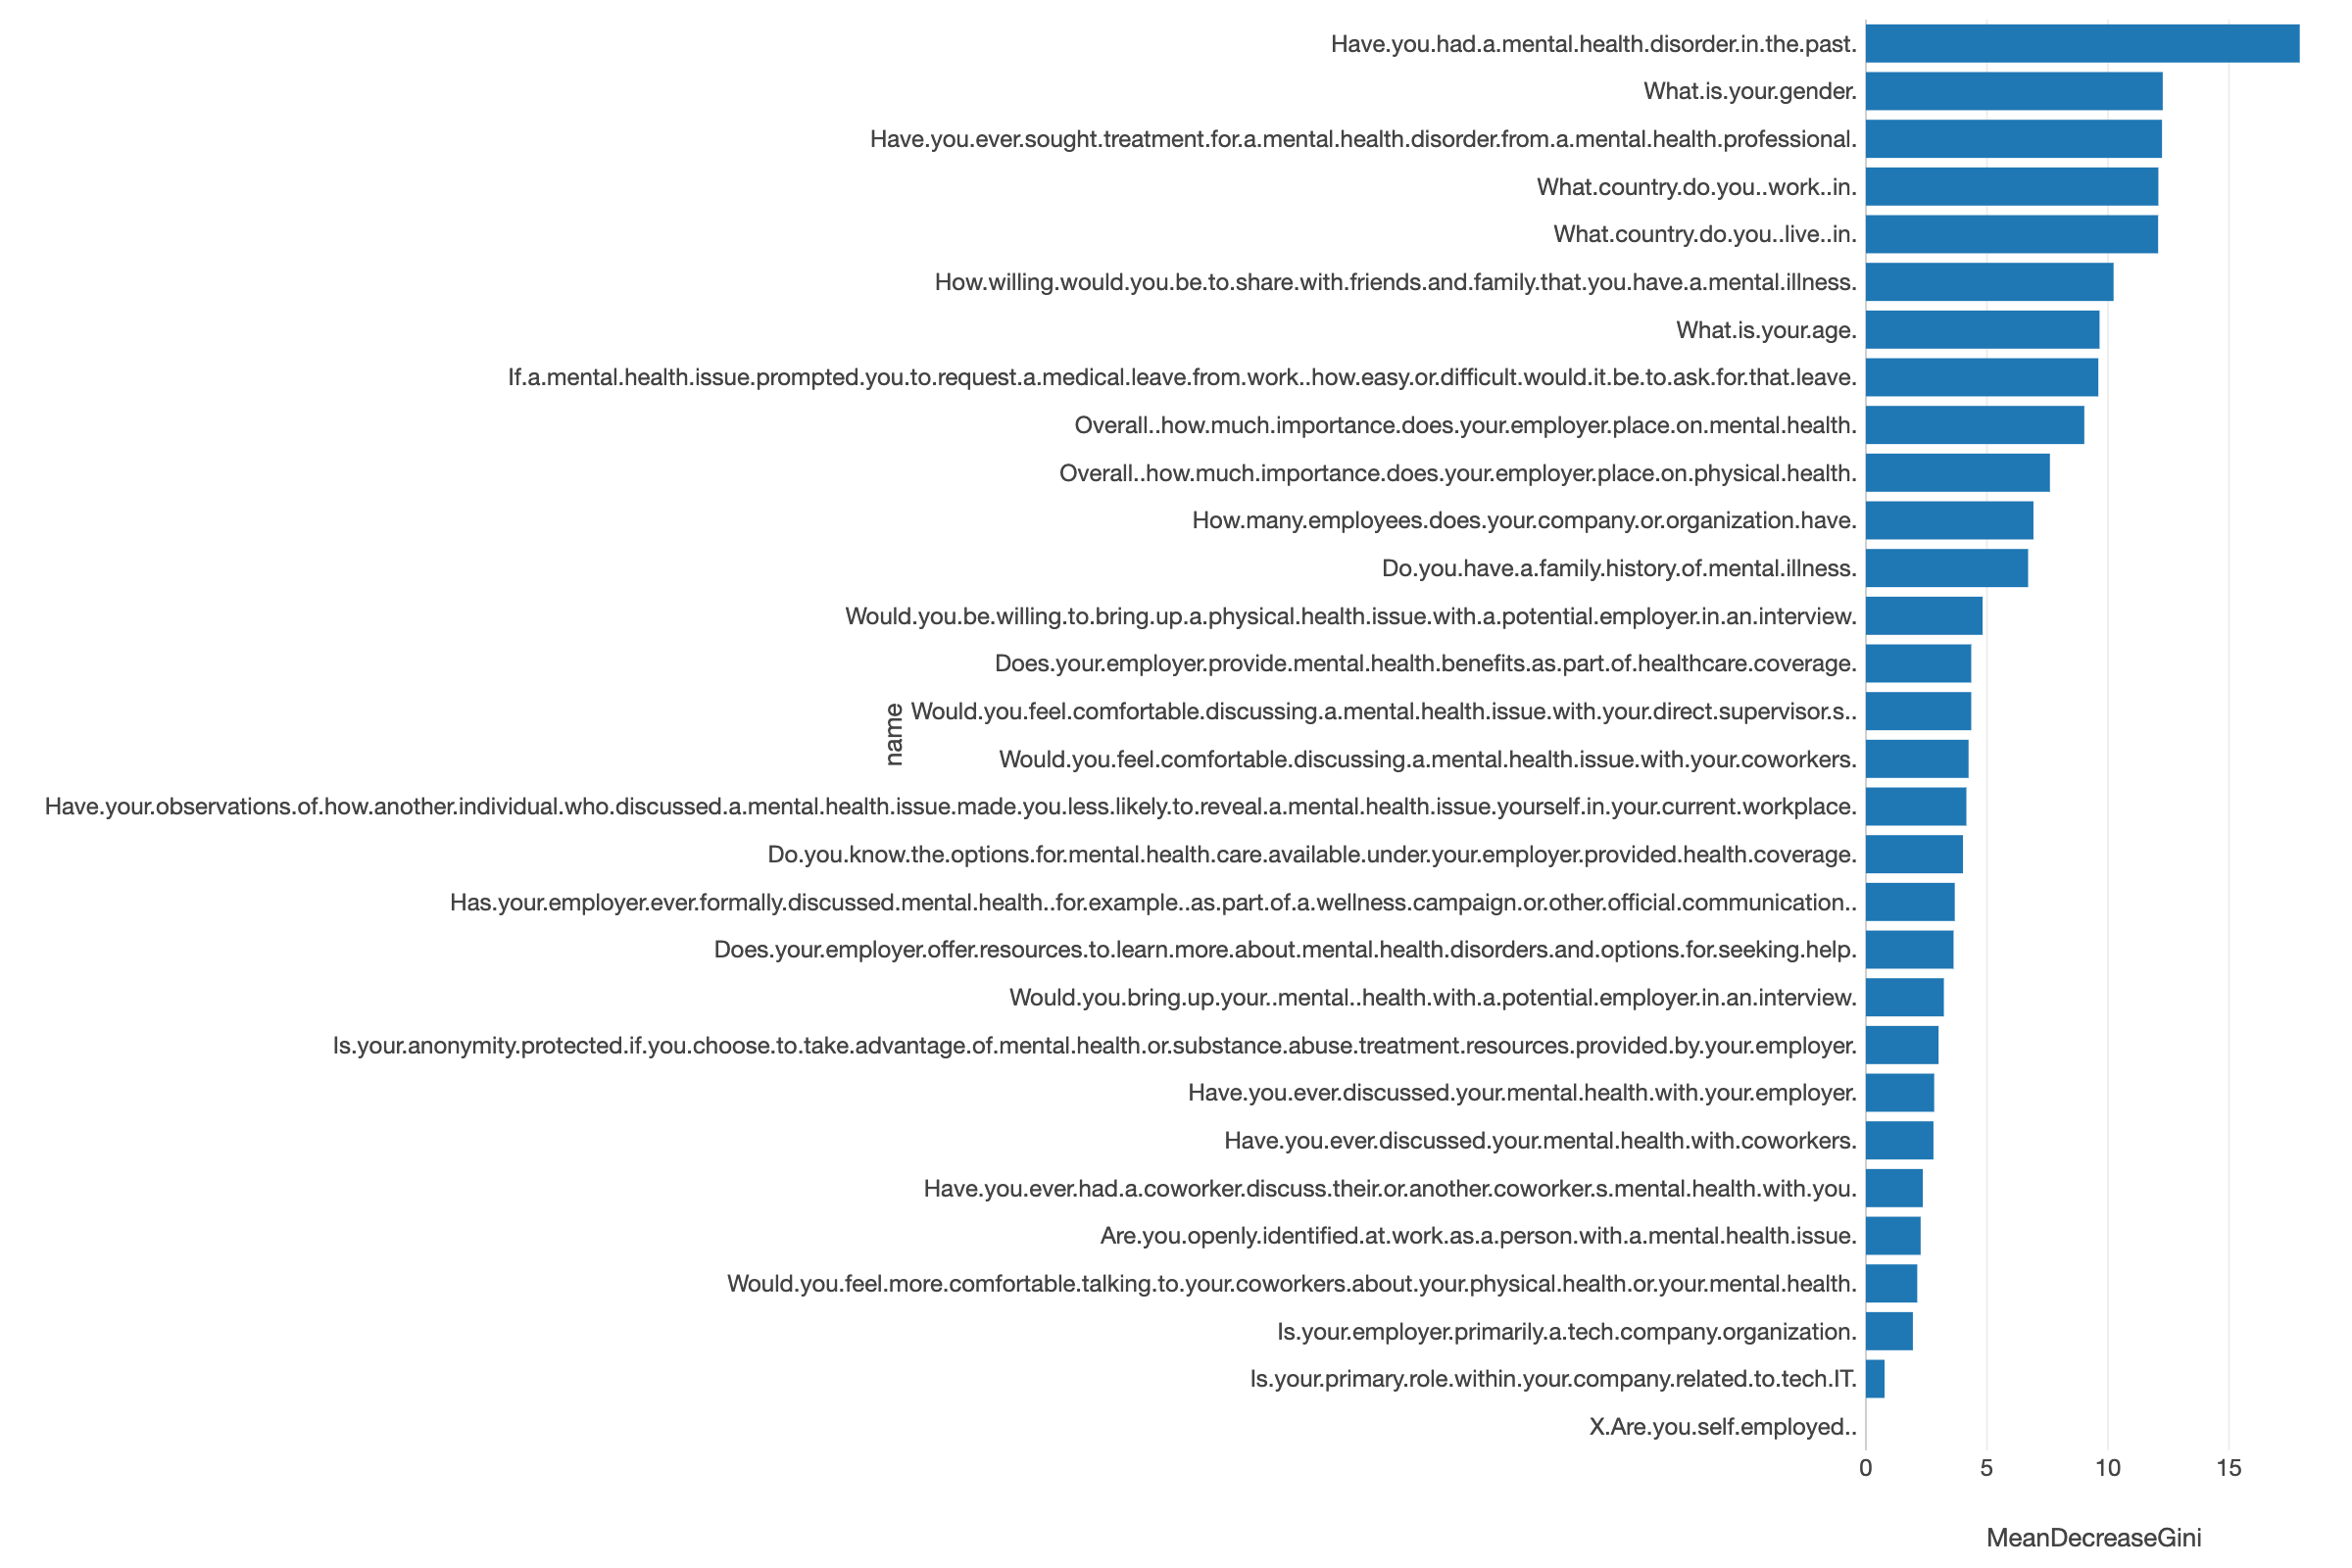 Have.you.had.a.mental.health.disorder.in.the.past.
What.is.your.gender.
Have.you.ever.sought.treatment.for.a.mental.health.disorder.from.a.mental.health.professional.
What.country.do.you..work..in.
What.country.do.you..live..in.
How.willing.would.you.be.to.share.with.friends.and.family.that.you.have.a.mental.illness.
What.is.your.age.
If.a.mental.health.issue.prompted.you.to.request.a.medical.leave.from.work..how.easy.or.difficult.would.it.be.to.ask.for.that.leave.
Overall..how.much.importance.does.your.employer.place.on.mental.health.
Overall..how.much.importance.does.your.employer.place.on.physical.health.
How.many.employees.does.your.company.or.organization.have.
Do.you.have.a.family.history.of.mental.illness.
Would.you.be.willing.to.bring.up.a.physical.health.issue.with.a.potential.employer.in.an.interview.
Does.your.employer.provide.mental.health.benefits.as.part.of.healthcare.coverage.
name
Would.you.feel.comfortable.discussing.a.mental.health.issue.with.your.direct.supervisor.s..
Would.you.feel.comfortable.discussing.a.mental.health.issue.with.your.coworkers.
Have.your.observations.of.how.another.individual.who.discussed.a.mental.health.issue.made.you.less.likely.to.reveal.a.mental.health.issue.yourself.in.your.current.workplace.
Do.you.know.the.options.for.mental.health.care.available.under.your.employer.provided.health.coverage.
Has.your.employer.ever.formally.discussed.mental.health..for.example..as.part.of.a.wellness.campaign.or.other.official.communication..
Does.your.employer.offer.resources.to.learn.more.about.mental.health.disorders.and.options.for.seeking.help.
Would.you.bring.up.your..mental..health.with.a.potential.employer.in.an.interview.
Is.your.anonymity.protected.if.you.choose.to.take.advantage.of.mental.health.or.substance.abuse.treatment.resources.provided.by.your.employer.
Have.you.ever.discussed.your.mental.health.with.your.employer.
Have.you.ever.discussed.your.mental.health.with.coworkers.
Have.you.ever.had.a.coworker.discuss.their.or.another.coworker.s.mental.health.with.you.
Are.you.openly.identified.at.work.as.a.person.with.a.mental.health.issue.
Would.you.feel.more.comfortable.talking.to.your.coworkers.about.your.physical.health.or.your.mental.health.
Is.your.employer.primarily.a.tech.company.organization.
Is.your.primary.role.within.your.company.related.to.tech.IT.
X.Are.you.self.employed..
0 5 10 15
MeanDecreaseGini